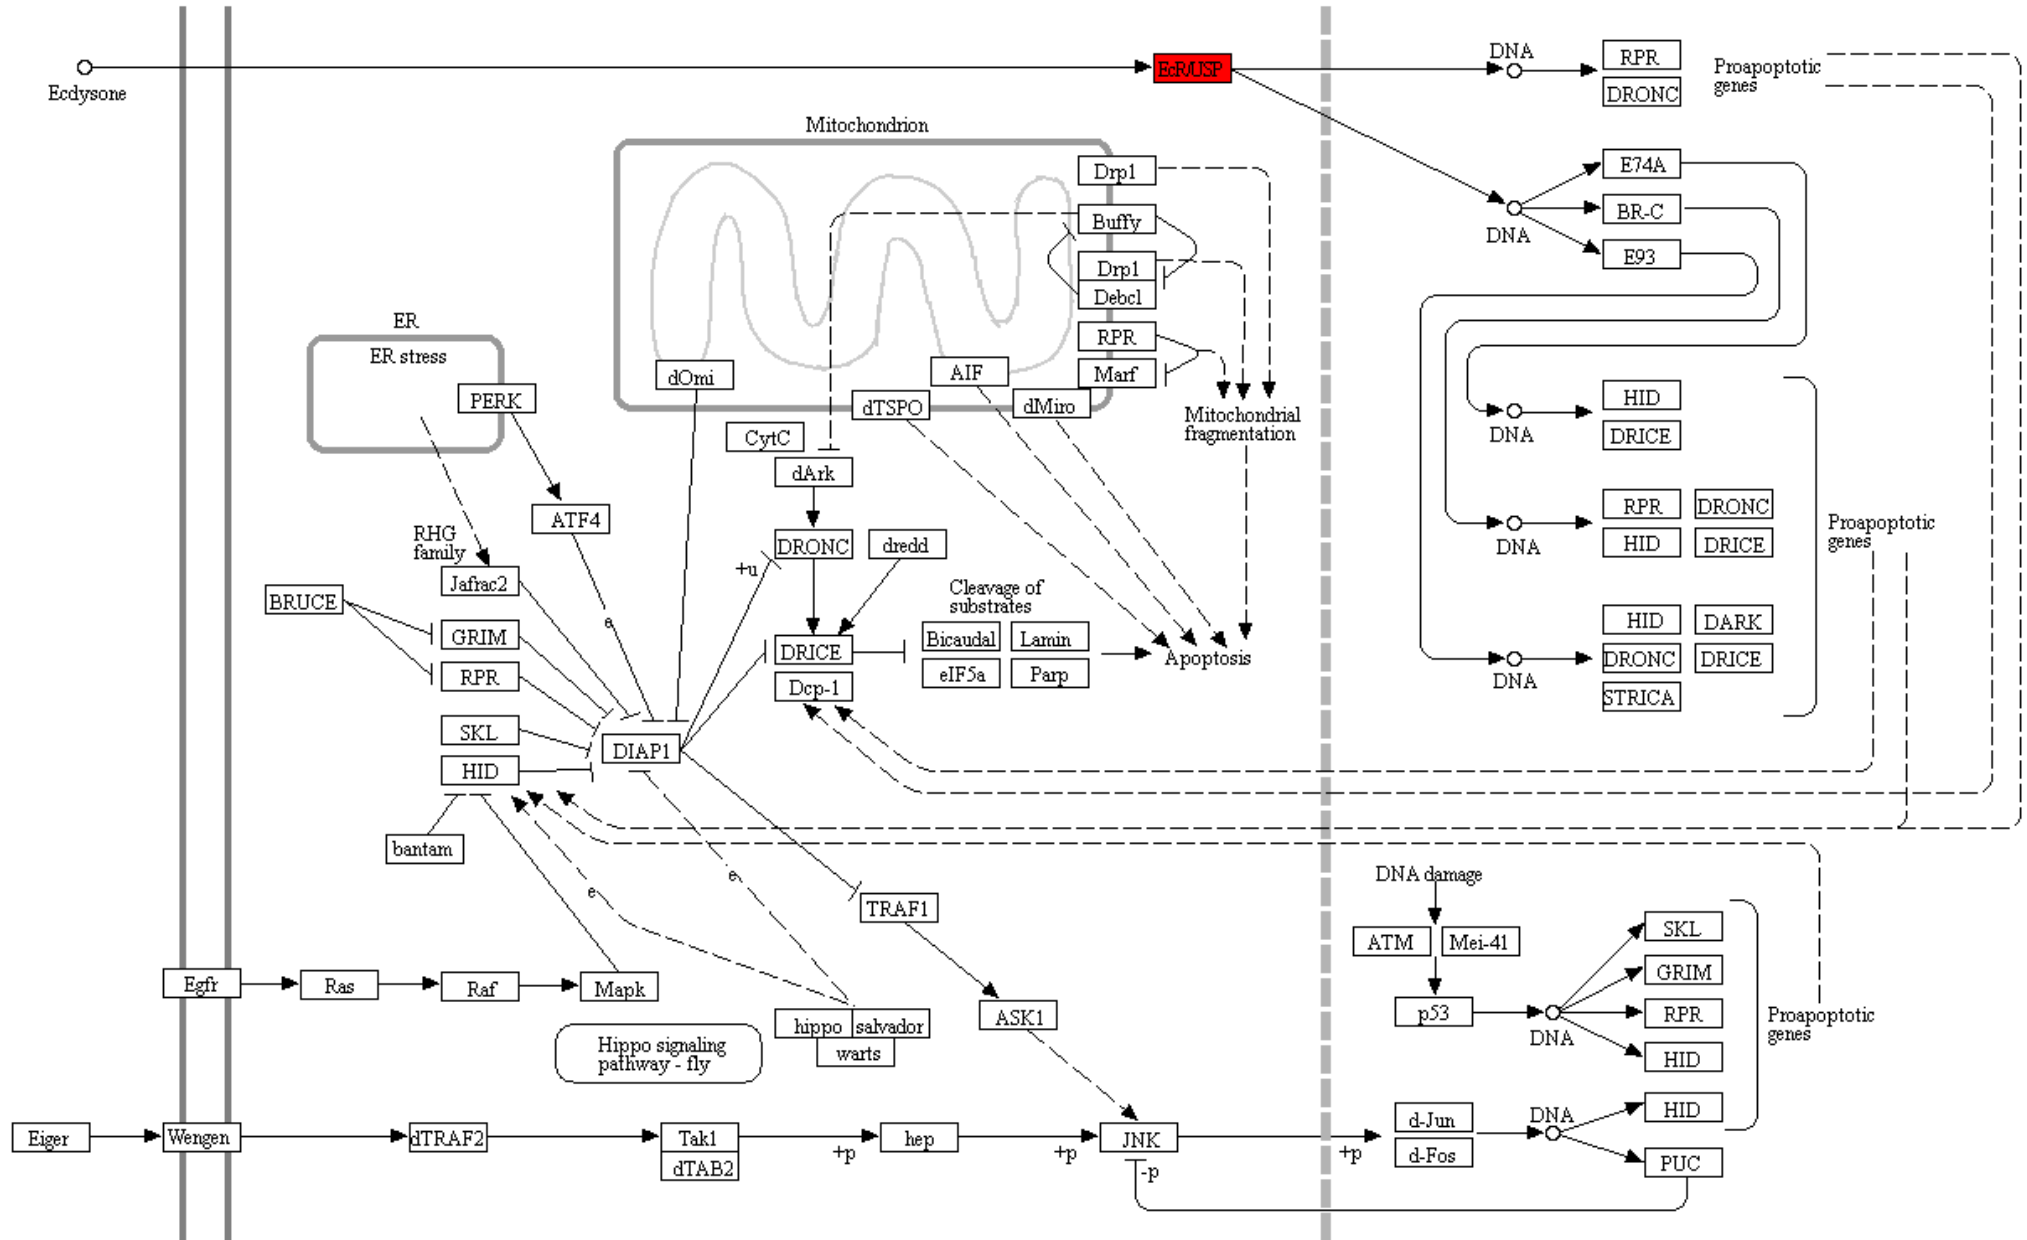 Ecdysone
EcR/USP
DNA
RPR
DRONC
Proapoptotic
genes
Mitochondrion
Drp1
Buffy
Drp1
Debcl
RPR
Marf
dOmi
AIF
dTSPO
dMiro
Mitochondrial
fragmentation
DNA
E74A
BR-C
E93
ER
ER stress
PERK
ATF4
CytC
dArk
DRONC
dredd
+u
RHG
family
Jafrac2
BRUCE
GRIM
RPR
SKL
HID
bantam
e
DIAP1
DRICE
Dcp-1
Cleavage of
substrates
Bicaudal
Lamin
eIF5a
Parp
Apoptosis
DNA
HID
DRICE
DNA
RPR
DRONC
HID
DRICE
Proapoptotic
genes
DNA
HID
DARK
DRONC
DRICE
STRICA
e
e
TRAF1
ASK1
Egfr
Ras
Raf
Mapk
Hippo signaling
pathway - fly
hippo
salvador
warts
DNA damage
ATM
Mei-41
p53
DNA
SKL
GRIM
RPR
HID
Proapoptotic
genes
Eiger
Wengen
dTRAF2
Tak1
dTAB2
+p
hep
+p
JNK
-p
+p
d-Jun
d-Fos
DNA
HID
PUC